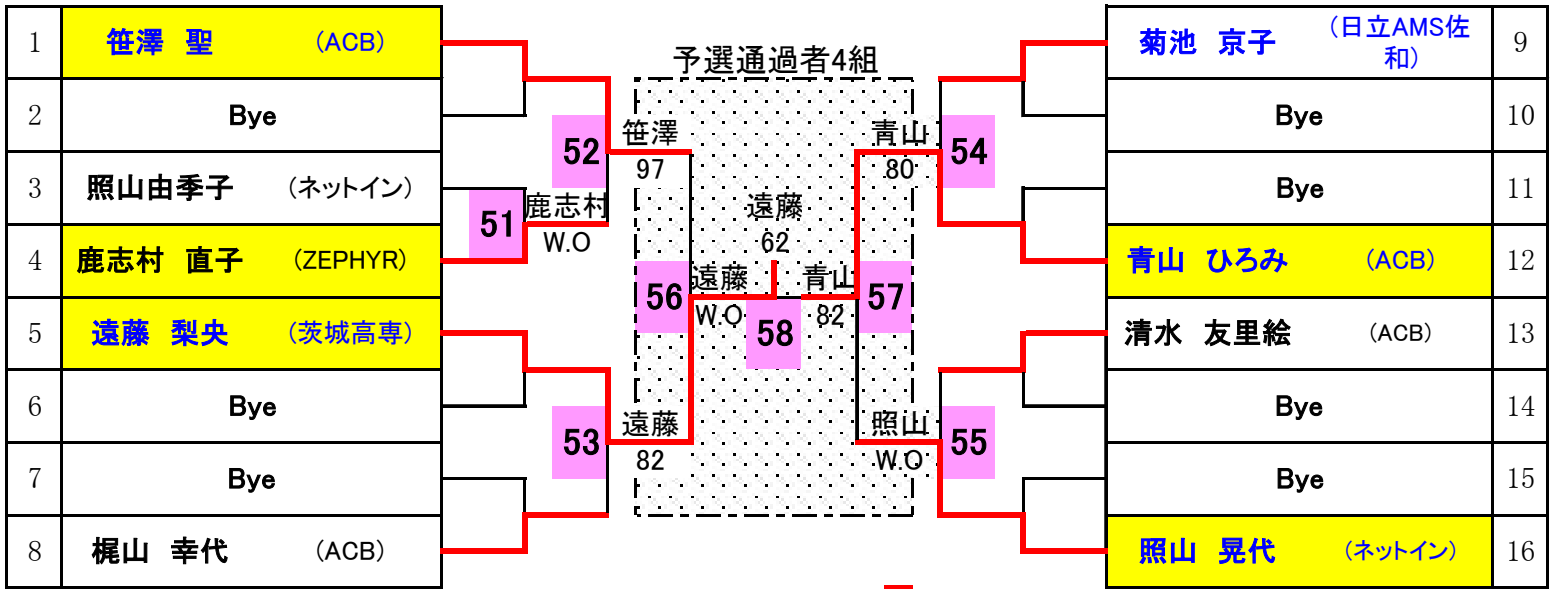 1 笹澤 聖 (ACB)
2 Bye
3 照山由季子 (ネットイン)
4 鹿志村 直子 (ZEPHYR)
5 遠藤 梨央 (茨城高専)
6 Bye
7 Bye
8 梶山 幸代 (ACB)
51
鹿志村
W.O
52
53
予選通過者4組
笹澤
97
遠藤
82
56
遠藤
W.O
遠藤
62
58
青山
82
57
青山
80
照山
W.O
54
55
菊池 京子 (日立AMS佐
和) 9
Bye 10
Bye 11
青山 ひろみ (ACB) 12
清水 友里絵 (ACB) 13
Bye 14
Bye 15
照山 晃代 (ネットイン) 16